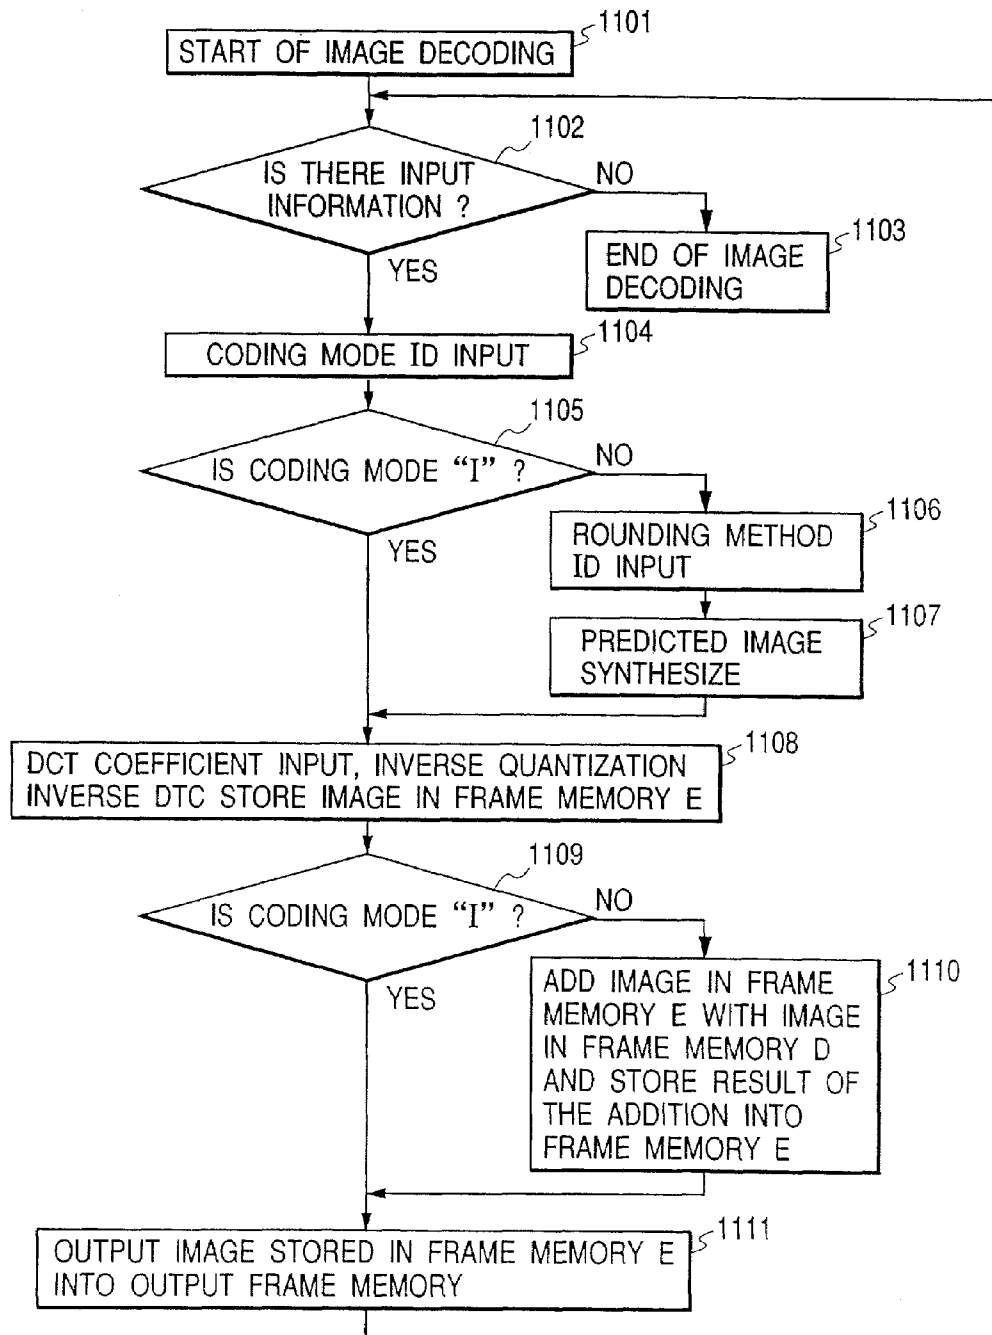 1101
START OF IMAGE DECODING
1102
IS THERE INPUT
INFORMATION ?
NO
1103
END OF IMAGE
DECODING
YES
1104
CODING MODE ID INPUT
1105
IS CODING MODE “I” ?
NO
1106
ROUNDING METHOD
ID INPUT
YES
1107
PREDICTED IMAGE
SYNTHESIZE
1108
DCT COEFFICIENT INPUT, INVERSE QUANTIZATION
INVERSE DTC STORE IMAGE IN FRAME MEMORY E
1109
IS CODING MODE “I” ?
NO
1110
ADD IMAGE IN FRAME
MEMORY E WITH IMAGE
IN FRAME MEMORY D
AND STORE RESULT OF
THE ADDITION INTO
FRAME MEMORY E
YES
1111
OUTPUT IMAGE STORED IN FRAME MEMORY E
INTO OUTPUT FRAME MEMORY